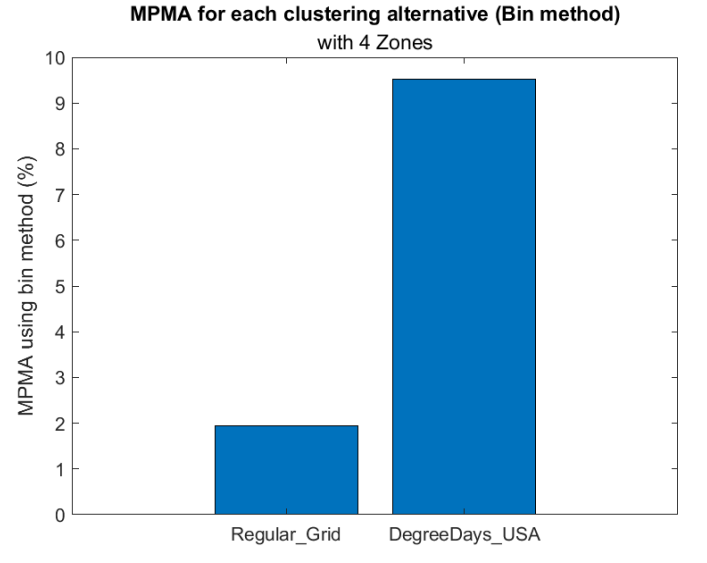 MPMA for each clustering alternative (Bin method)
with 4 Zones
MPMA using bin method (%)
10
9
8
7
6
5
4
3
2
1
0
Regular_Grid
DegreeDays_USA